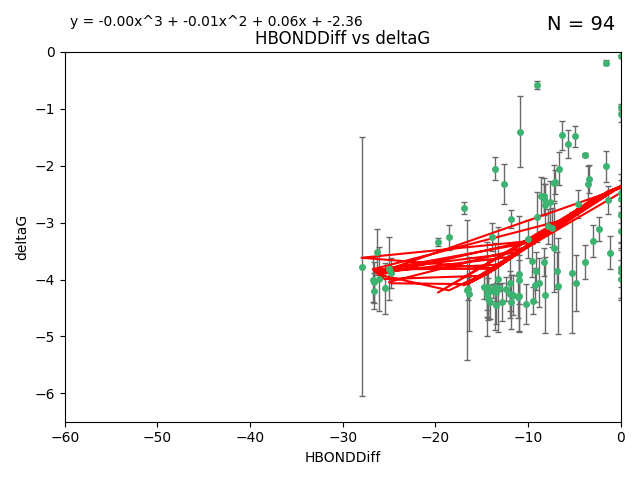 y = -0.00x^3 + -0.01x^2 + 0.06x + -2.36
N = 94
HBONDDiff vs deltaG
0
−1
−2
−3
−4
−5
−6
deltaG
−60 −50 −40 −30 −20 −10 0
HBONDDiff